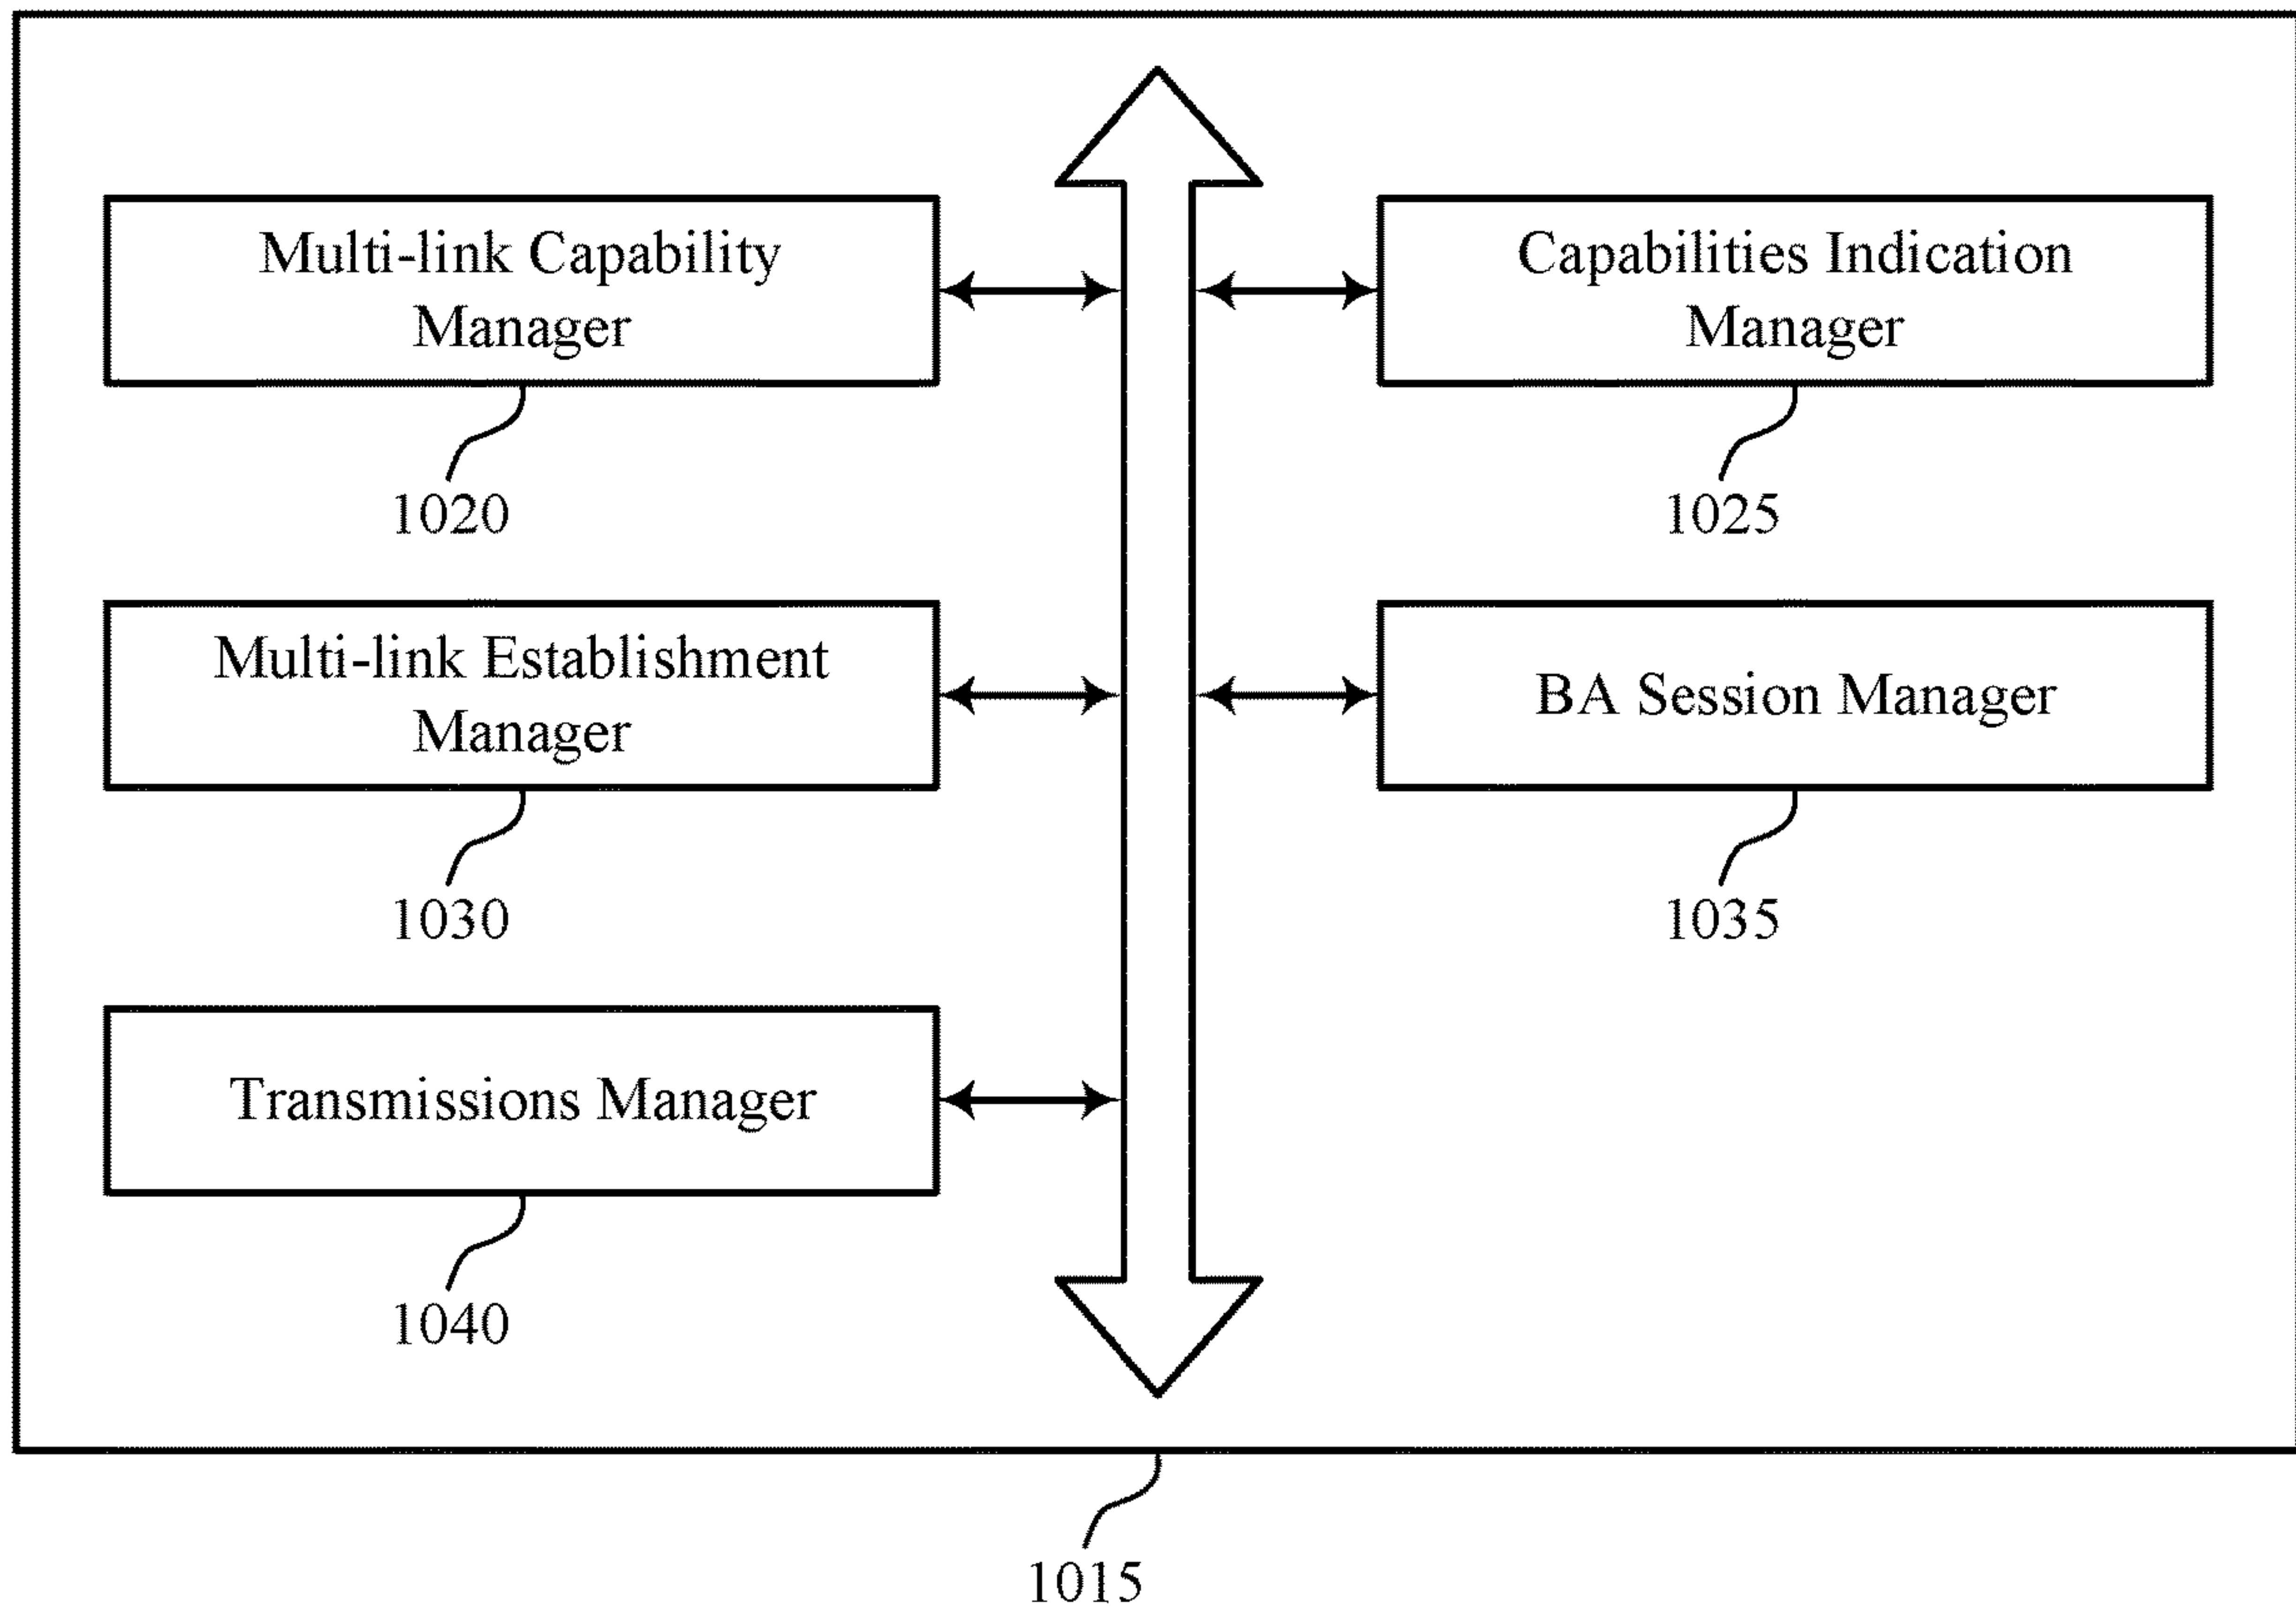 Multi-link Capability
Manager
1020
Capabilities Indication
Manager
1025
Multi-link Establishment
Manager
1030
BA Session Manager
1035
Transmissions Manager
1040
1015